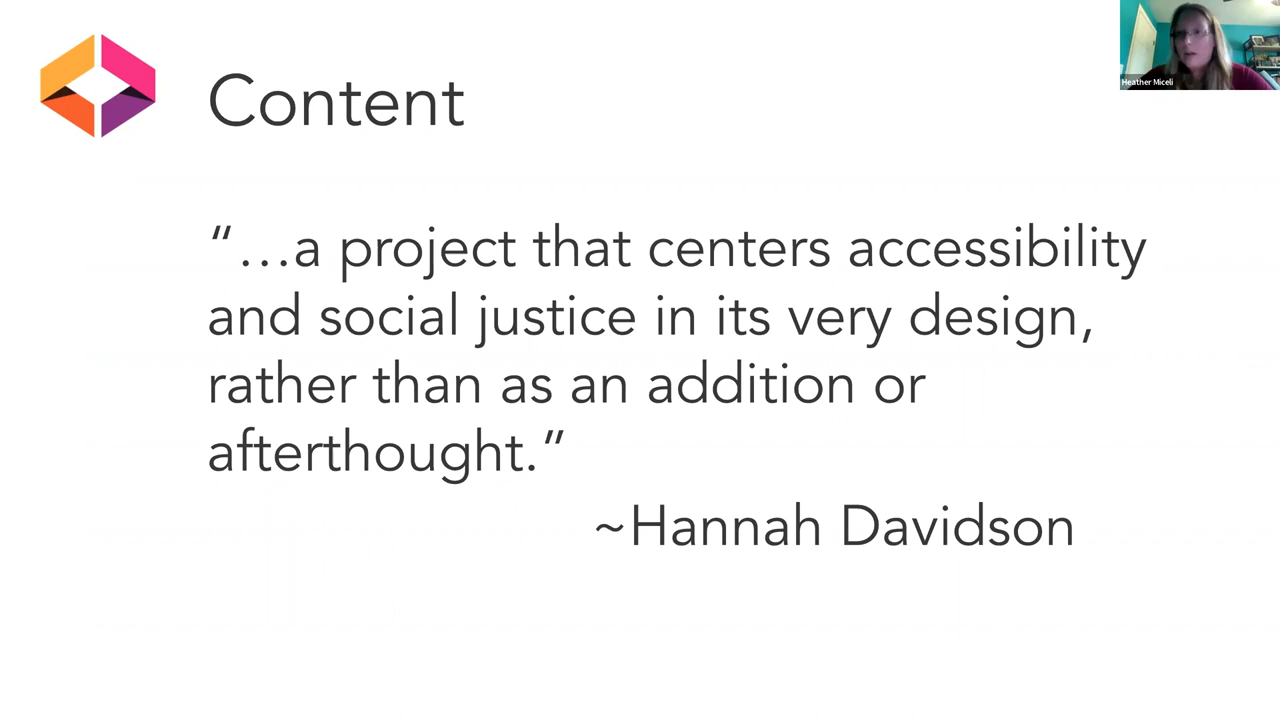 Content
Heather Miceli
“…a project that centers accessibility
and social justice in its very design,
rather than as an addition or
afterthought.”
~Hannah Davidson